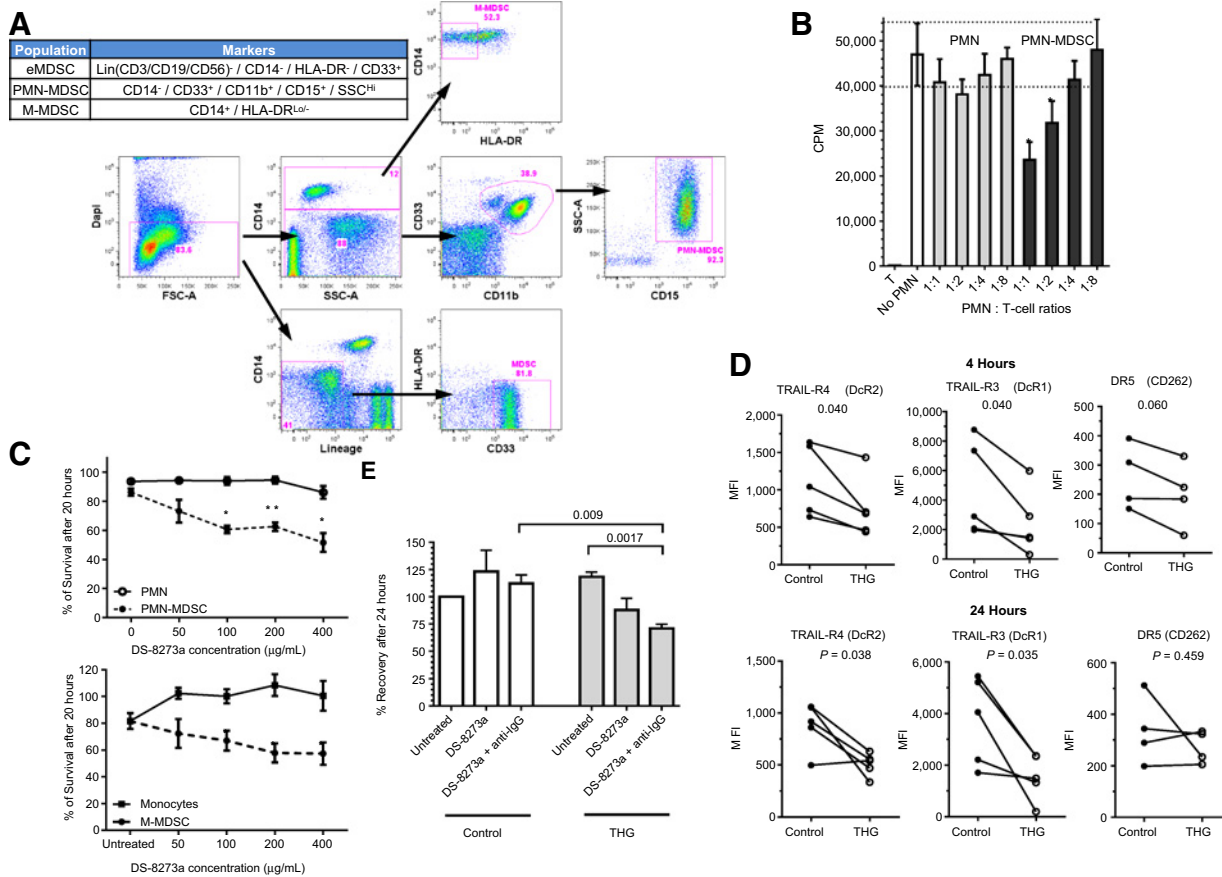 A
Population Markers
eMDSC Lin(CD3/CD19/CD56)- / CD14- / HLA-DR- / CD33+
PMN-MDSC CD14- / CD33+ / CD11b+ / CD15+ / SSCHi
M-MDSC CD14+ / HLA-DRLo/-
M-MDSC
52.3
CD14
HLA-DR
Dapi
83.6
FSC-A
CD14
12
88
SSC-A
CD33
38.9
CD11b
SSC-A
PMN-MDSC
92.3
CD15
CD14
41
Lineage
HLA-DR
MDSC
81.8
CD33
B
PMN PMN-MDSC
50,000
40,000
30,000
20,000
10,000
0
CPM
T
No PMN
1:1
1:2
1:4
1:8
1:1
1:2
1:4
1:8
* *
PMN : T-cell ratios
C
% of Survival after 20 hours
100
80
60
40
20
0
* ** *
PMN
PMN-MDSC
0 50 100 200 400
DS-8273a concentration (μg/mL)
% of Survival after 20 hours
120
100
80
60
40
20
0
Monocytes
M-MDSC
Untreated 50 100 200 400
DS-8273a concentration (μg/mL)
E
0.009
0.0017
% Recovery after 24 hours
150
125
100
75
50
25
0
Untreated
DS-8273a
DS-8273a + anti-IgG
Untreated
DS-8273a
DS-8273a + anti-IgG
Control THG
D
4 Hours
TRAIL-R4 (DcR2)
0.040
MFI
2,000
1,500
1,000
500
0
Control THG
TRAIL-R3 (DcR1)
0.040
MFI
10,000
8,000
6,000
4,000
2,000
0
Control THG
DR5 (CD262)
0.060
MFI
500
400
300
200
100
0
Control THG
24 Hours
TRAIL-R4 (DcR2)
P = 0.038
M FI
1,500
1,000
500
0
Control THG
TRAIL-R3 (DcR1)
P = 0.035
MFI
6,000
4,000
2,000
0
Control THG
DR5 (CD262)
P = 0.459
MFI
600
400
200
0
Control THG